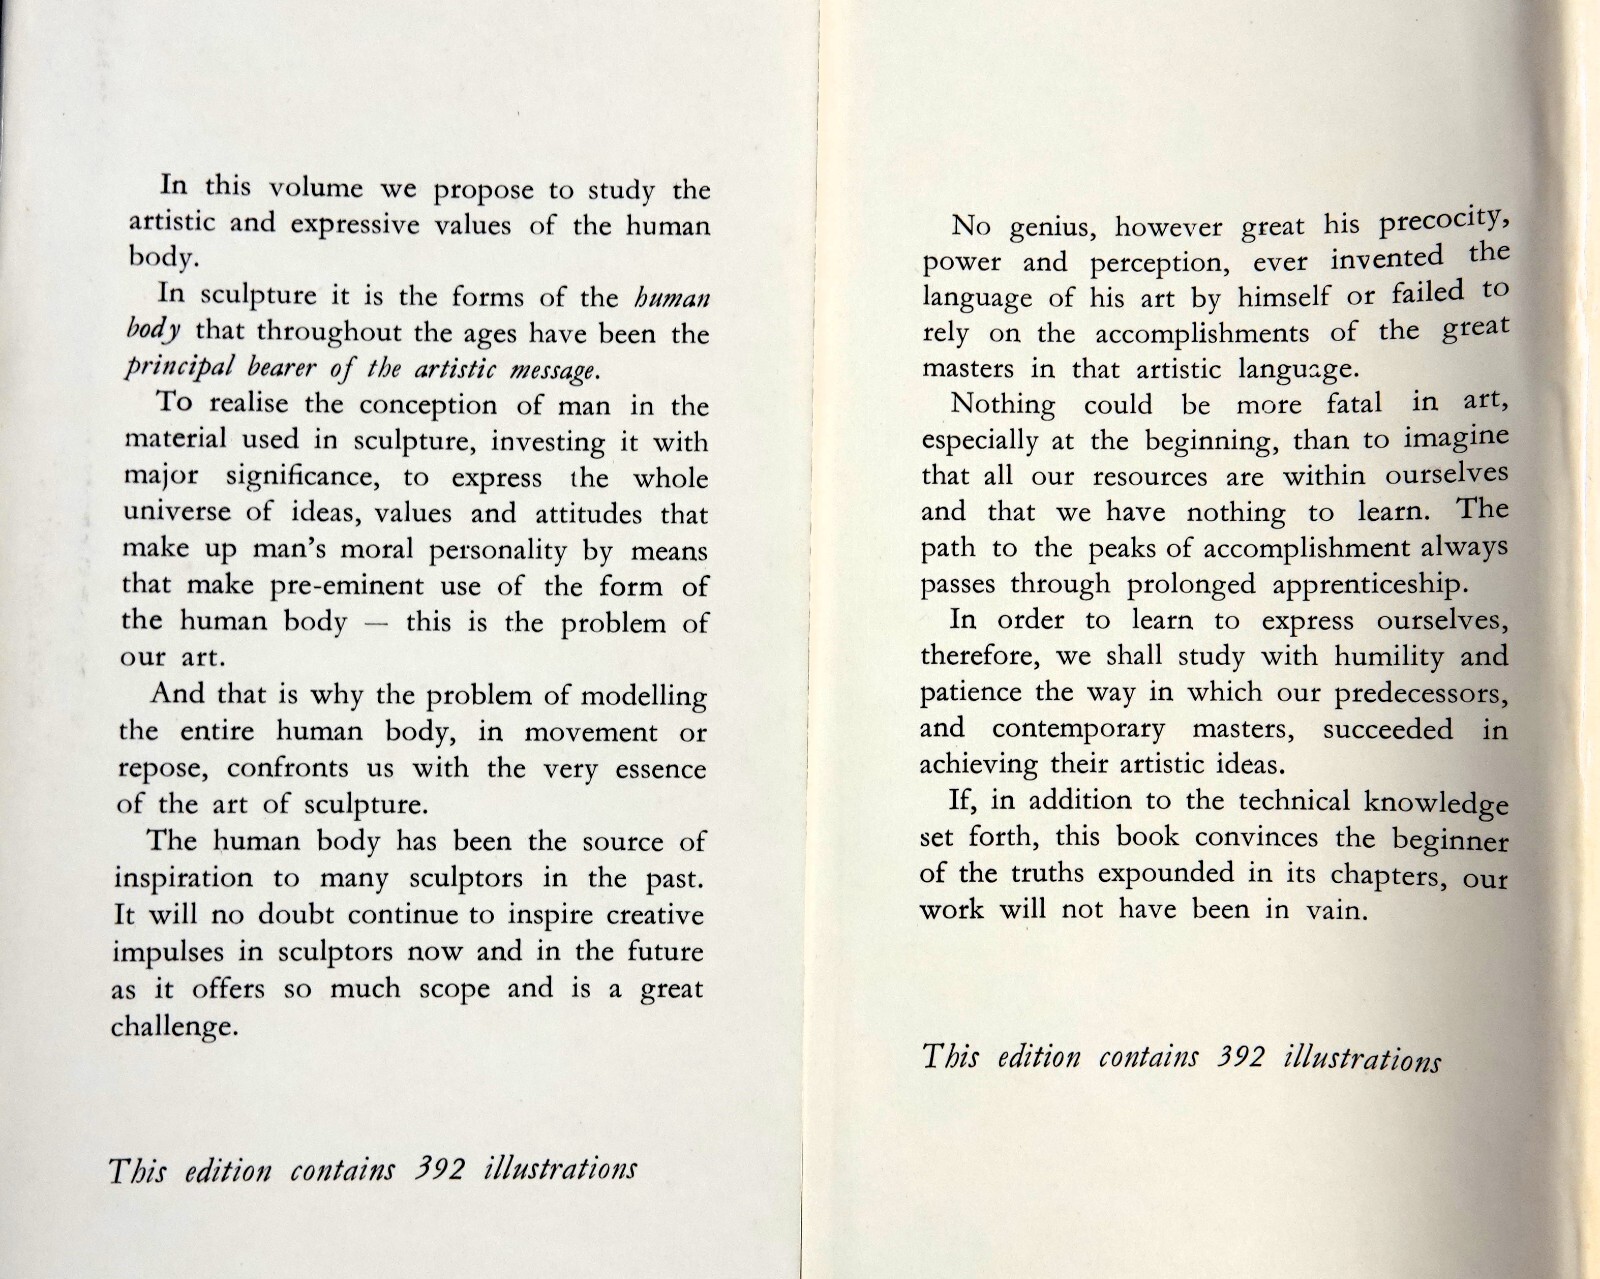 In this volume we propose to study the
artistic and expressive values of the human
body.
In sculpture it is the forms of the human
body that throughout the ages have been the
principal bearer of the artistic message.
To realise the conception of man in the
material used in sculpture, investing it with
major significance, to express the whole
universe of ideas, values and attitudes that
make up man's moral personality by means
that make pre-eminent use of the form of
the human body — this is the problem of
our art.
And that is why the problem of modelling
the entire human body, in movement or
repose, confronts us with the very essence
of the art of sculpture.
The human body has been the source of
inspiration to many sculptors in the past.
It will no doubt continue to inspire creative
impulses in sculptors now and in the future
as it offers so much scope and is a great
challenge.
This edition contains 392 illustrations
No genius, however great his precocity,
power and perception, ever invented the
language of his art by himself or failed to
rely on the accomplishments of the great
masters in that artistic language.
Nothing could be more fatal in art,
especially at the beginning, than to imagine
that all our resources are within ourselves
and that we have nothing to learn. The
path to the peaks of accomplishment always
passes through prolonged apprenticeship.
In order to learn to express ourselves,
therefore, we shall study with humility and
patience the way in which our predecessors,
and contemporary masters, succeeded in
achieving their artistic ideas.
If, in addition to the technical knowledge
set forth, this book convinces the beginner
of the truths expounded in its chapters, our
work will not have been in vain.
This edition contains 392 illustrations